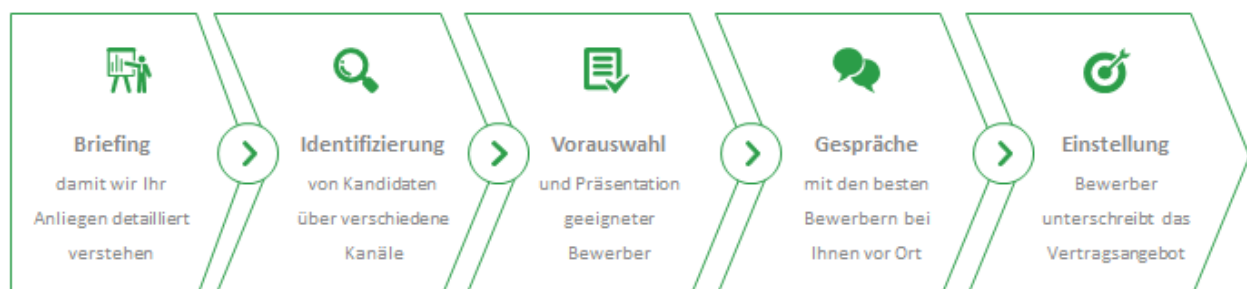 Briefing
damit wir Ihr
Anliegen detailliert
verstehen
Identifizierung
von Kandidaten
über verschiedene
Kanäle
Vorauswahl
und Präsentation
geeigneter
Bewerber
Gespräche
mit den besten
Bewerbern bei
Ihnen vor Ort
Einstellung
Bewerber
unterschreibt das
Vertragsangebot